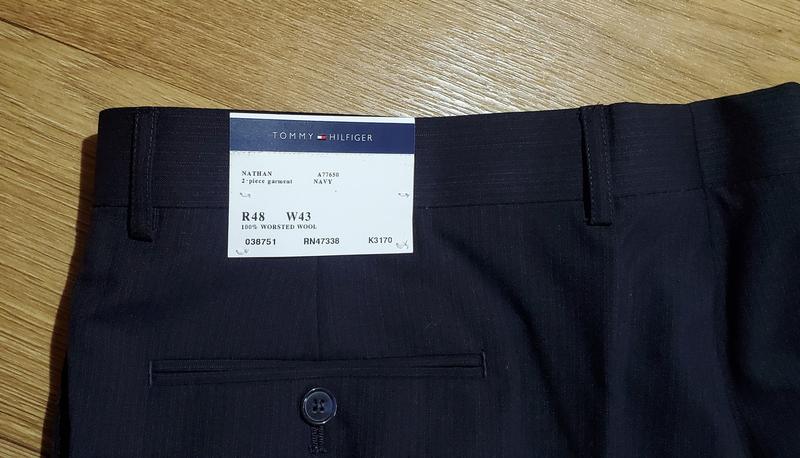 TOMMY HILFIGER
NATHAN A77650
2-piece garment NAVY
R48 W43
100% WORSTED WOOL
038751 RN47338 K3170